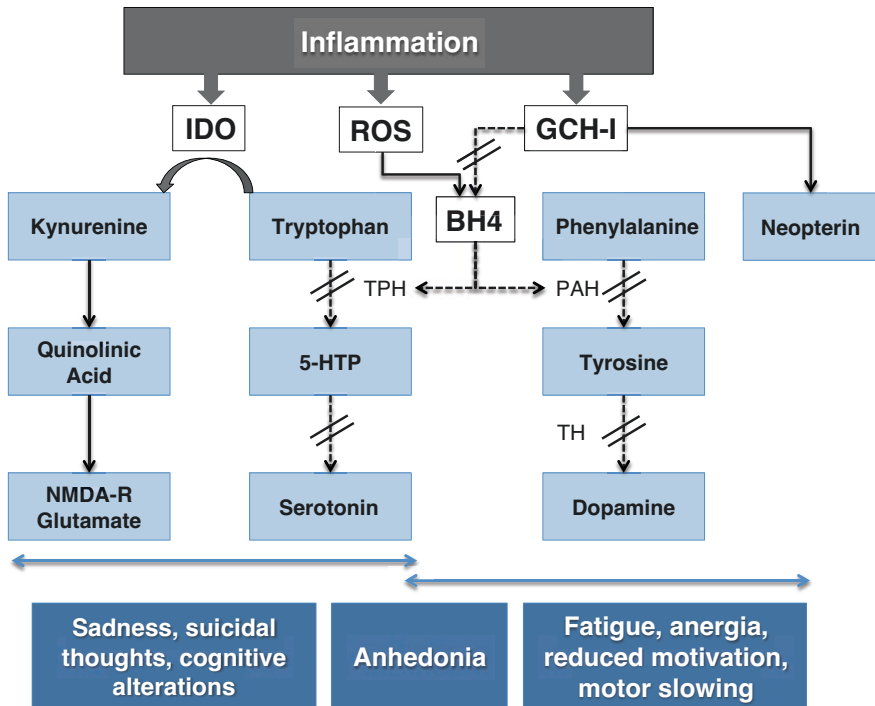 Inflammation
IDO
ROS
GCH-I
Kynurenine
Tryptophan
BH4
Phenylalanine
Neopterin
TPH
PAH
Quinolinic
Acid
5-HTP
Tyrosine
TH
NMDA-R
Glutamate
Serotonin
Dopamine
Sadness, suicidal
thoughts, cognitive
alterations
Anhedonia
Fatigue, anergia,
reduced motivation,
motor slowing